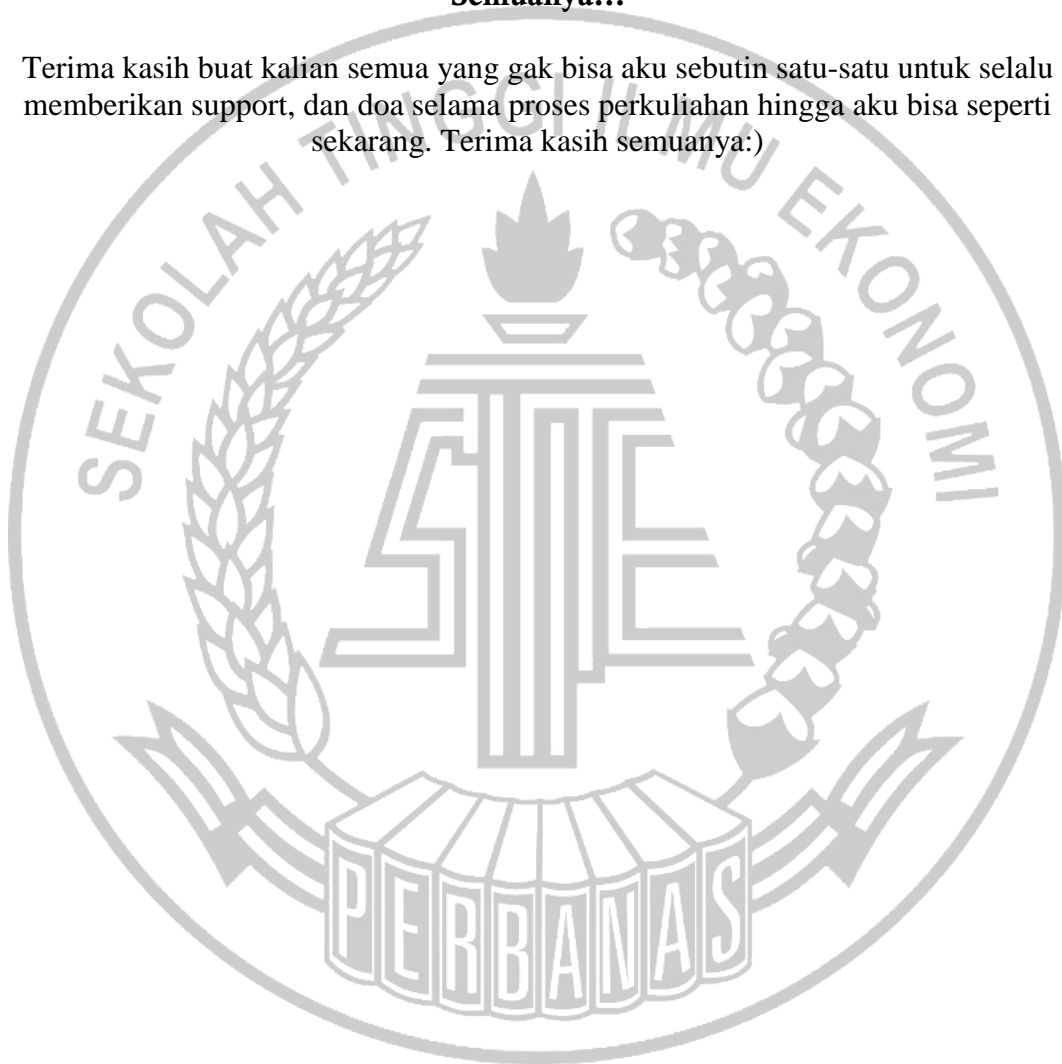 Semuanya…
Terima kasih buat kalian semua yang gak bisa aku sebutin satu-satu untuk selalu
memberikan support, dan doa selama proses perkuliahan hingga aku bisa seperti
sekarang. Terima kasih semuanya:)
SEKOLAH TINGGI ILMU EKONOMI
STIE
PERBANAS